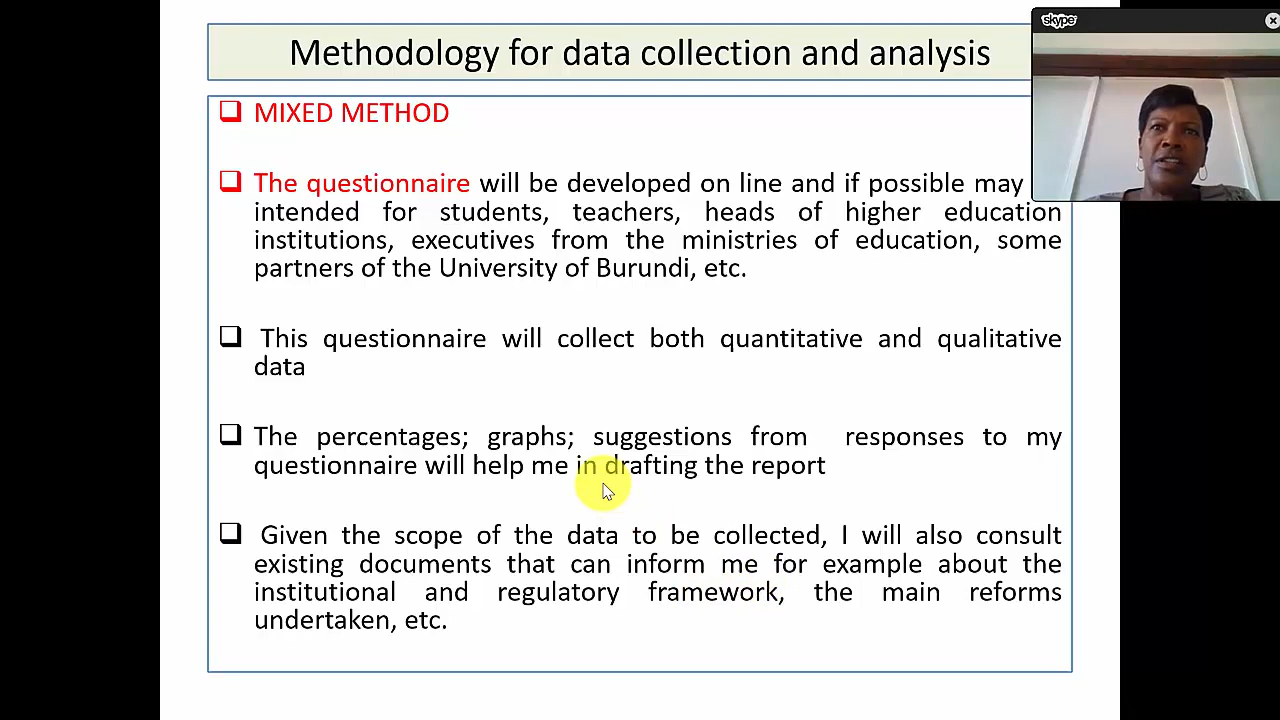 skype
Methodology for data collection and analysis
MIXED METHOD
The questionnaire will be developed on line and if possible may
intended for students, teachers, heads of higher education
institutions, executives from the ministries of education, some
partners of the University of Burundi, etc.
This questionnaire will collect both quantitative and qualitative
data
The percentages; graphs; suggestions from responses to my
questionnaire will help me in drafting the report
Given the scope of the data to be collected, I will also consult
existing documents that can inform me for example about the
institutional and regulatory framework, the main reforms
undertaken, etc.